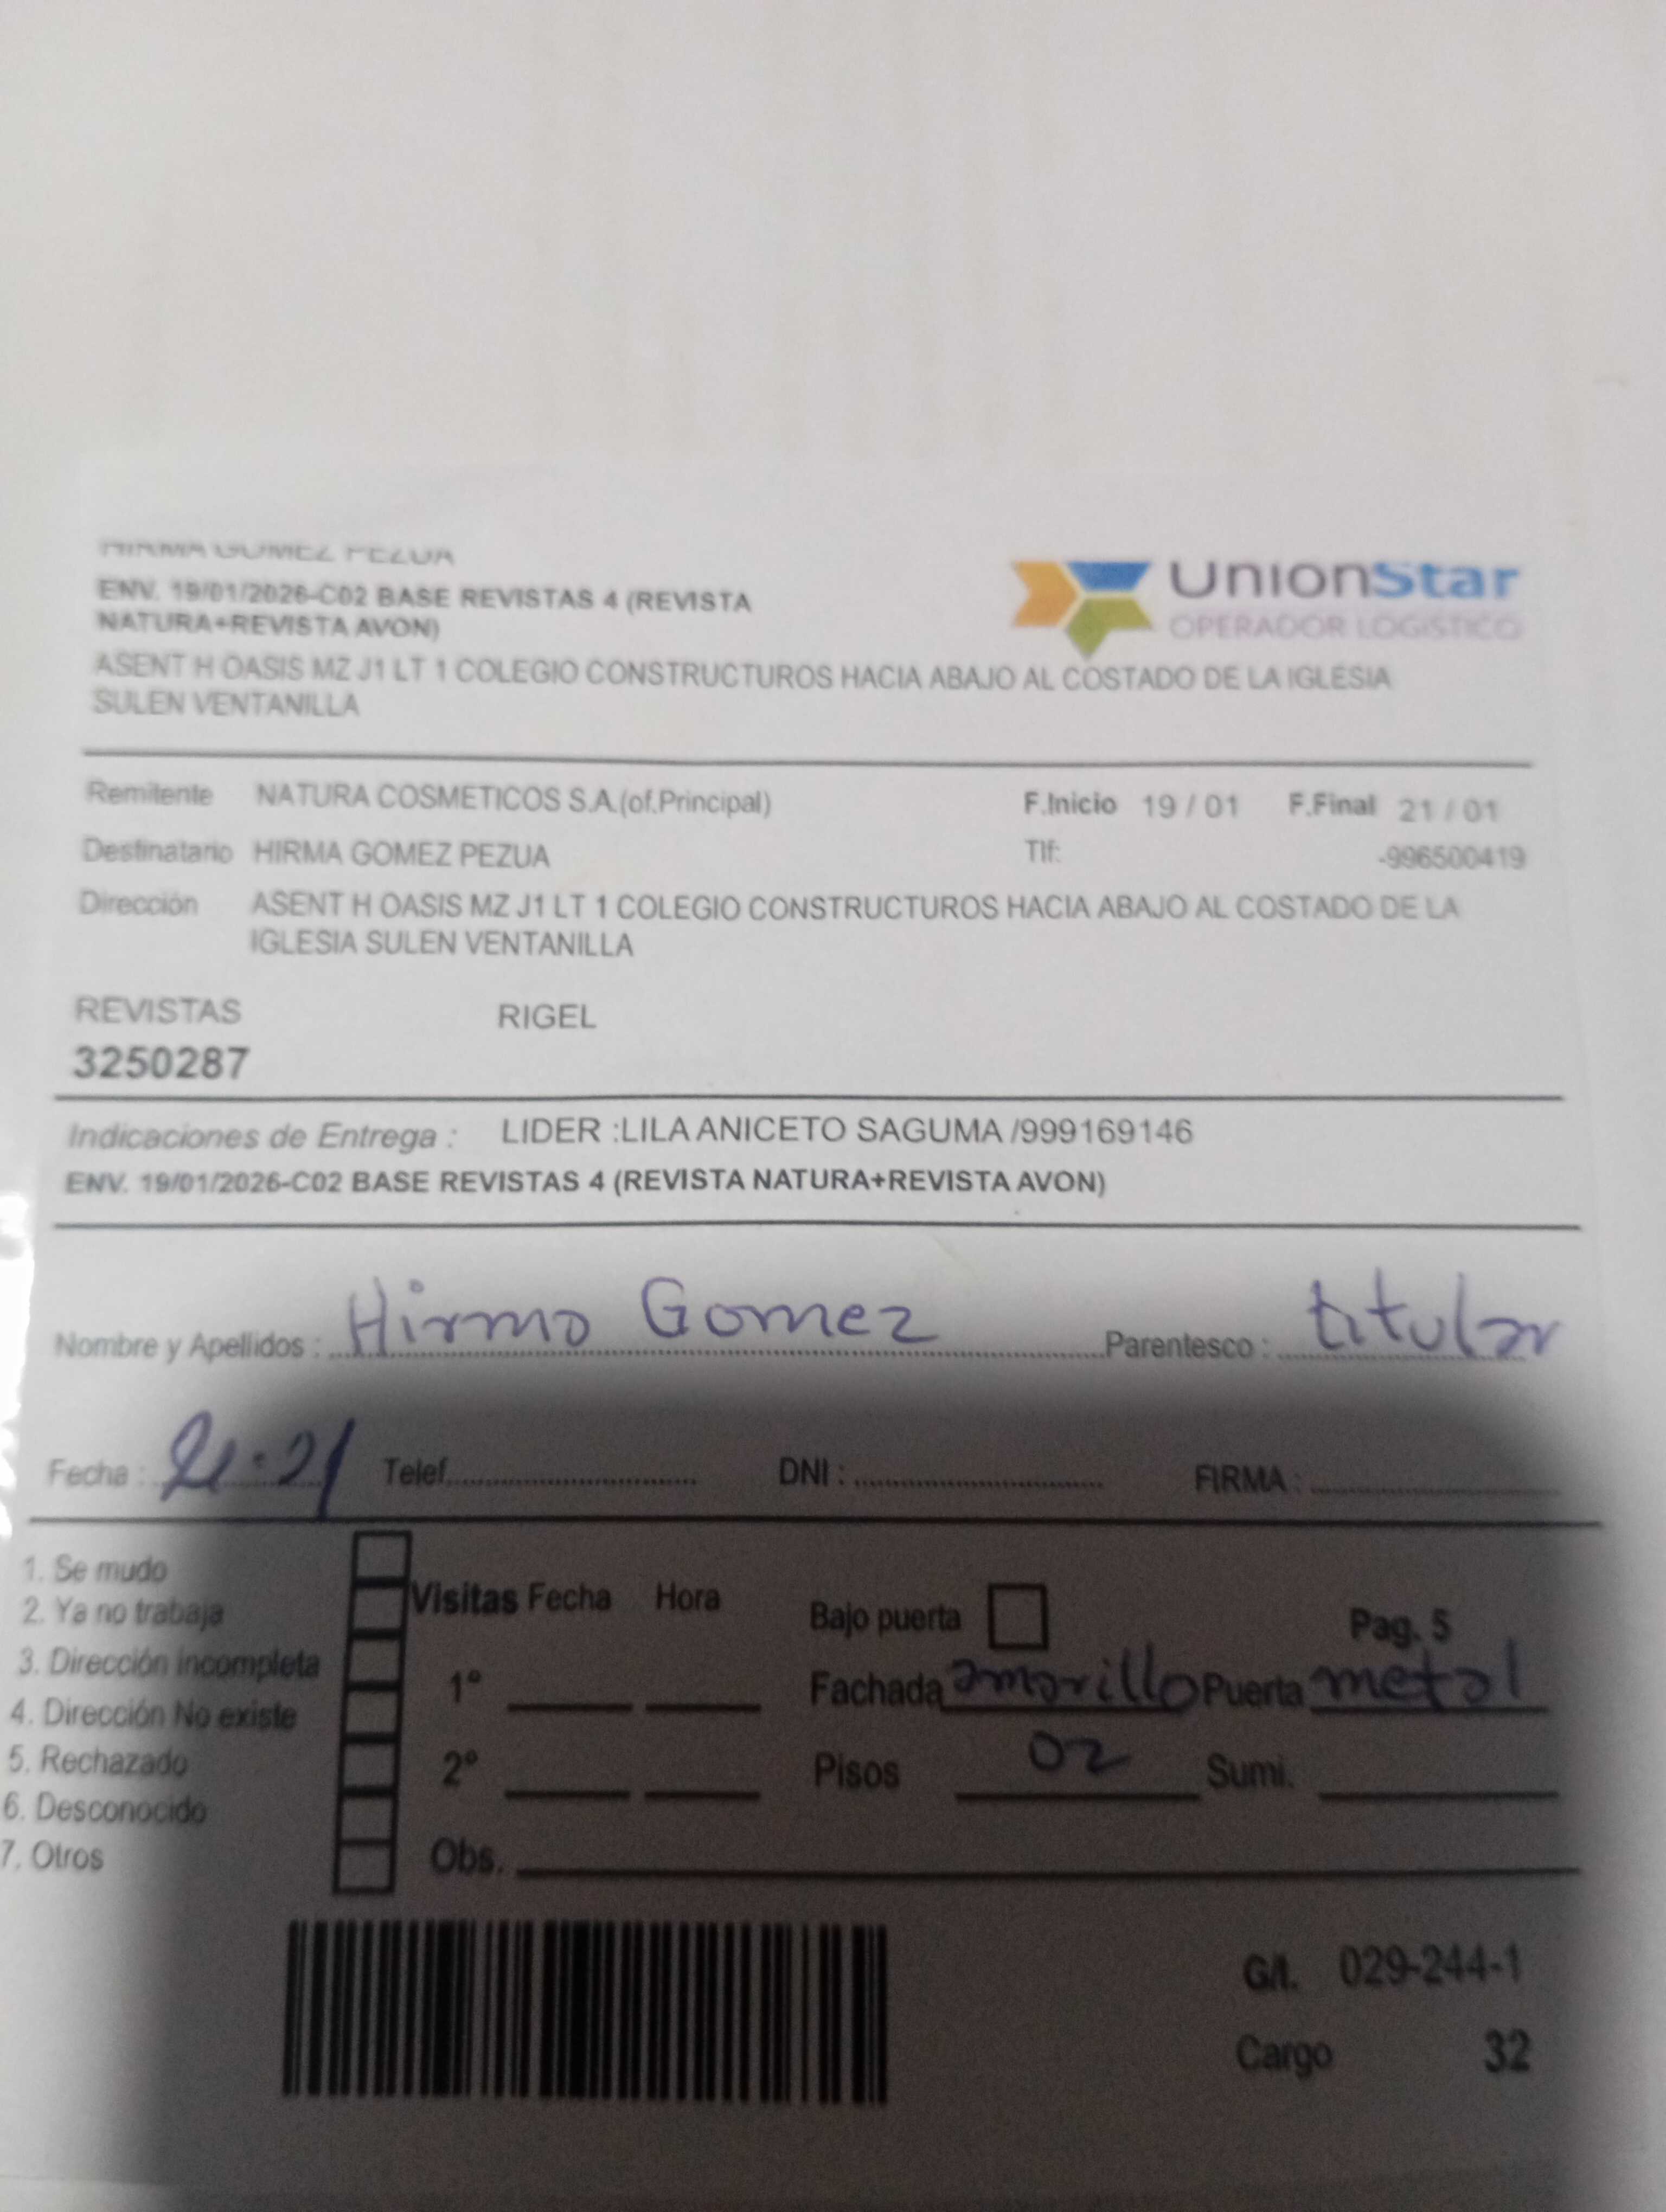 HIRMA GOMEZ PEZUA
ENV. 19/01/2026-C02 BASE REVISTAS 4 (REVISTA
NATURA+REVISTA AVON)
UnionStar
OPERADOR LOGISTICO
ASENT H OASIS MZ J1 LT 1 COLEGIO CONSTRUCTUROS HACIA ABAJO AL COSTADO DE LA IGLESIA
SULEN VENTANILLA
Remitente NATURA COSMETICOS S.A.(of.Principal) F.Inicio 19 / 01 F.Final 21 / 01
Destinatario HIRMA GOMEZ PEZUA Tlf: -996500419
Dirección ASENT H OASIS MZ J1 LT 1 COLEGIO CONSTRUCTUROS HACIA ABAJO AL COSTADO DE LA
IGLESIA SULEN VENTANILLA
REVISTAS RIGEL
3250287
Indicaciones de Entrega : LIDER :LILA ANICETO SAGUMA /999169146
ENV. 19/01/2026-C02 BASE REVISTAS 4 (REVISTA NATURA+REVISTA AVON)
Nombre y Apellidos : Hirma Gomez Parentesco : titular
Fecha : Telef. DNI : FIRMA :
1. Se mudo
2. Ya no trabaja
3. Dirección incompleta
4. Dirección No existe
5. Rechazado
6. Desconocido
7. Otros
Visitas Fecha Hora
1º
2º
Obs.
Bajo puerta Pag. 5
Fachada amarillo Puerta metal
Pisos 02 Sumi.
G/I. 029-244-1
Cargo 32